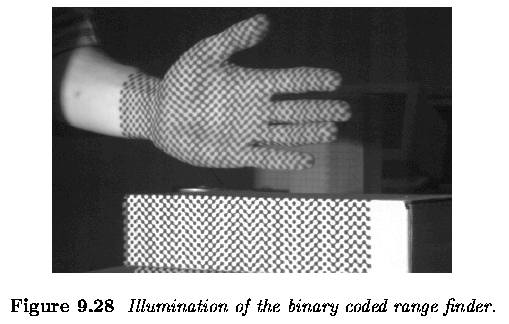 Figure 9.28 Illumination of the binary coded range finder.